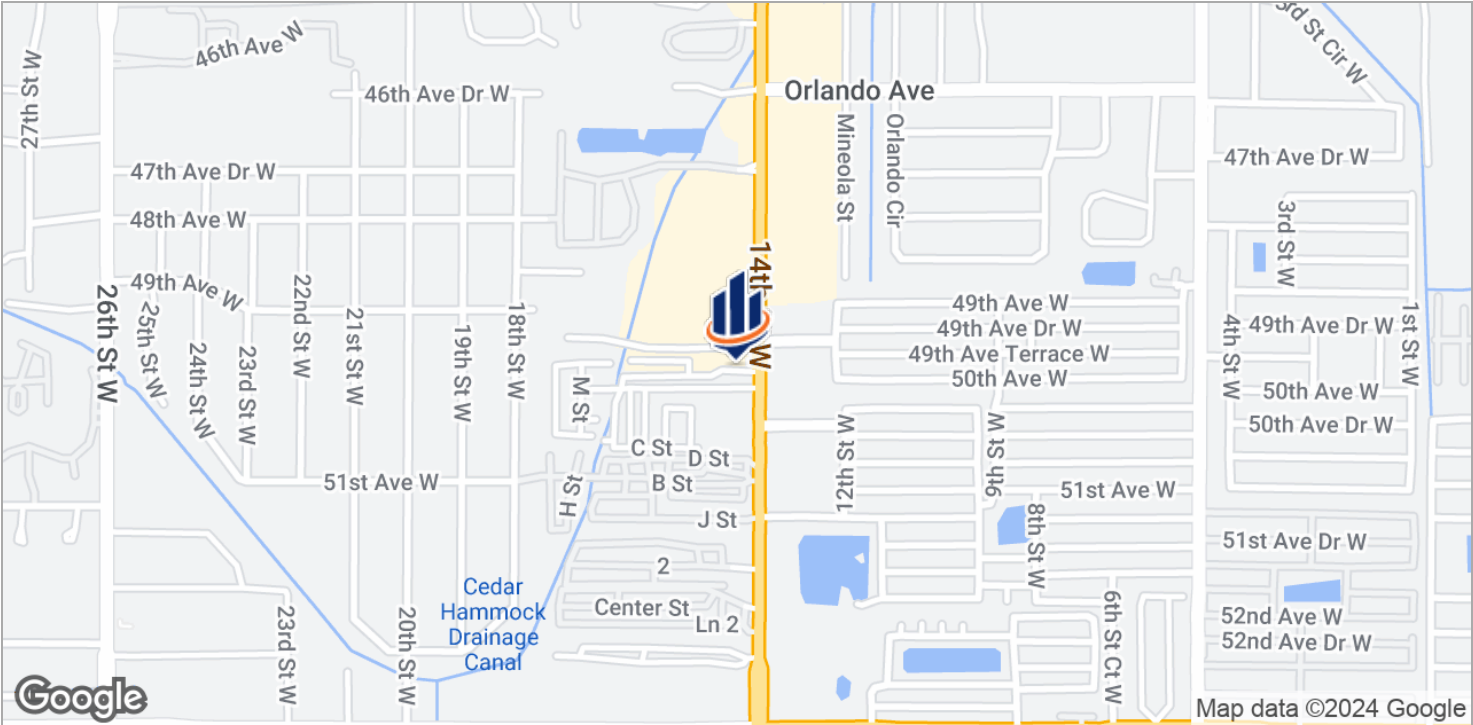 3rd St Cir W
46th Ave W
27th St W
46th Ave Dr W
Orlando Ave
Mineola St
Orlando Cir
47th Ave Dr W
47th Ave Dr W
48th Ave W
3rd St W
14th
W
49th Ave W
26th St W
25th St W
24th St W
23rd St W
22nd St W
21st St W
19th St W
18th St W
49th Ave W
49th Ave Dr W
49th Ave Terrace W
50th Ave W
4th St W
49th Ave Dr W
1st St W
50th Ave W
50th Ave Dr W
M St
C St
D St
B St
H St
J St
51st Ave W
12th St W
9th St W
51st Ave W
8th St W
51st Ave Dr W
2
Center St
Ln 2
Cedar
Hammock
Drainage
Canal
23rd St W
20th St W
6th St Ct W
52nd Ave W
52nd Ave Dr W
Google
Map data ©2024 Google